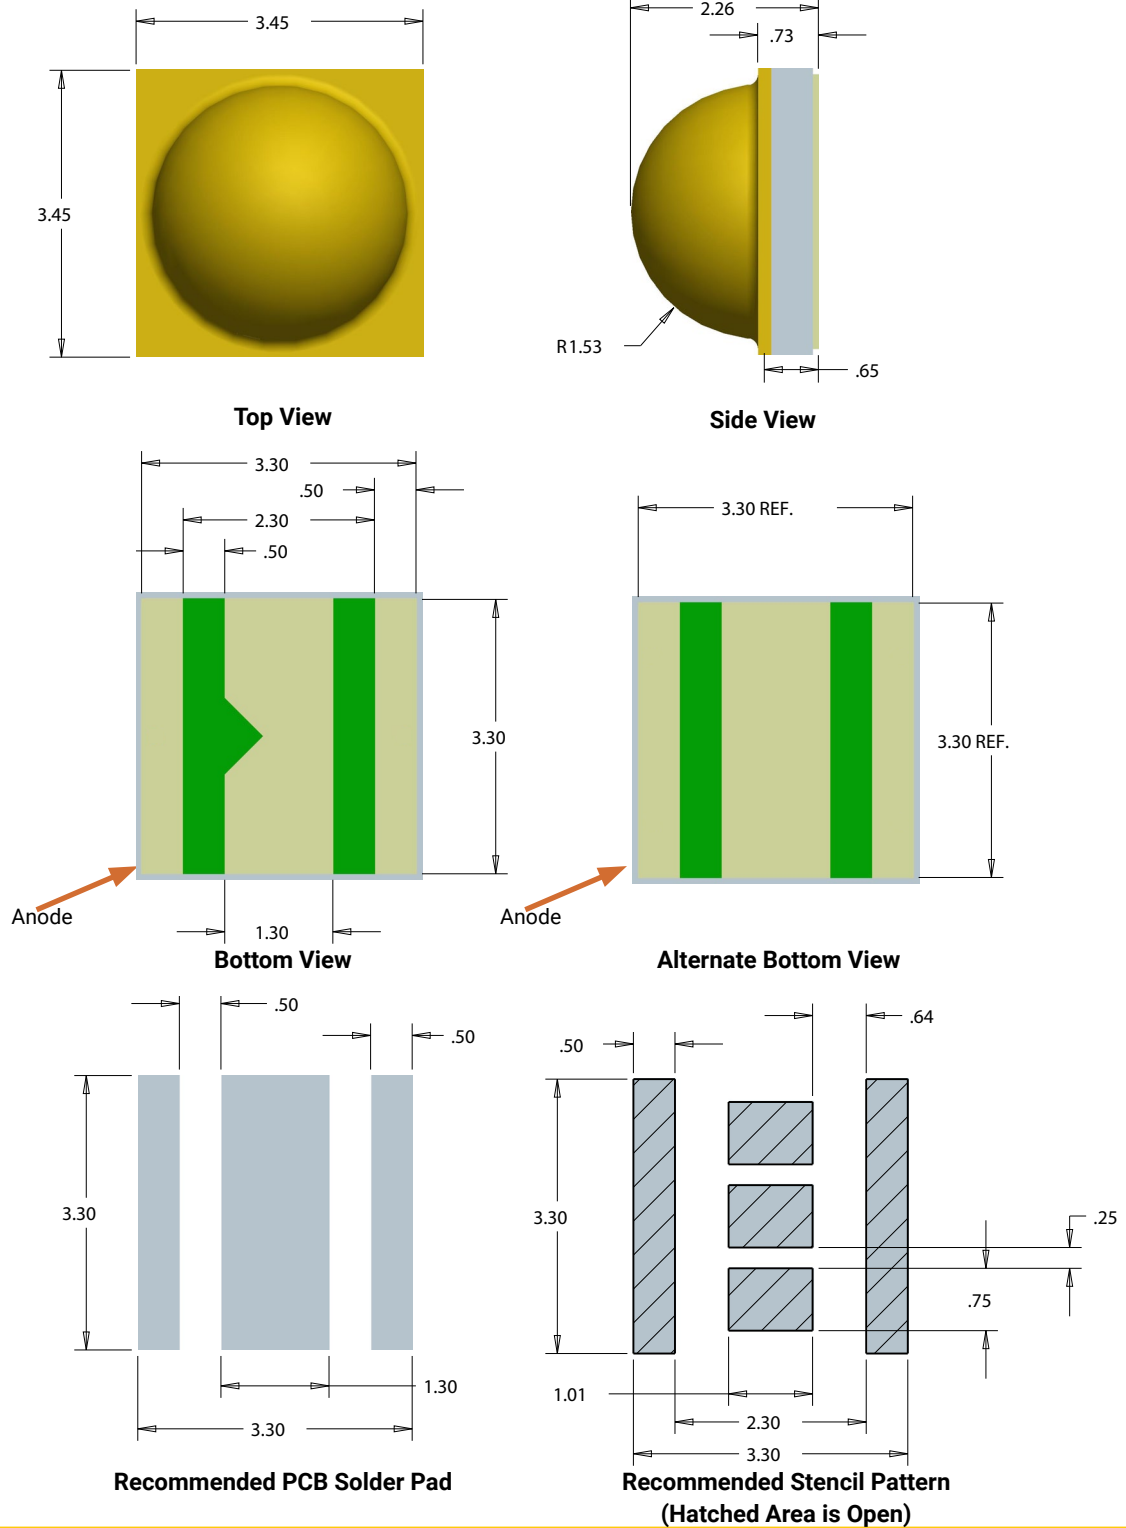 3.45
3.45
Top View
2.26
.73
R1.53
.65
Side View
3.30
.50
2.30
.50
3.30
Anode
1.30
Bottom View
3.30 REF.
3.30 REF.
Anode
Alternate Bottom View
.50
.50
3.30
1.30
3.30
Recommended PCB Solder Pad
.64
.50
3.30
.25
.75
1.01
2.30
3.30
Recommended Stencil Pattern
(Hatched Area is Open)